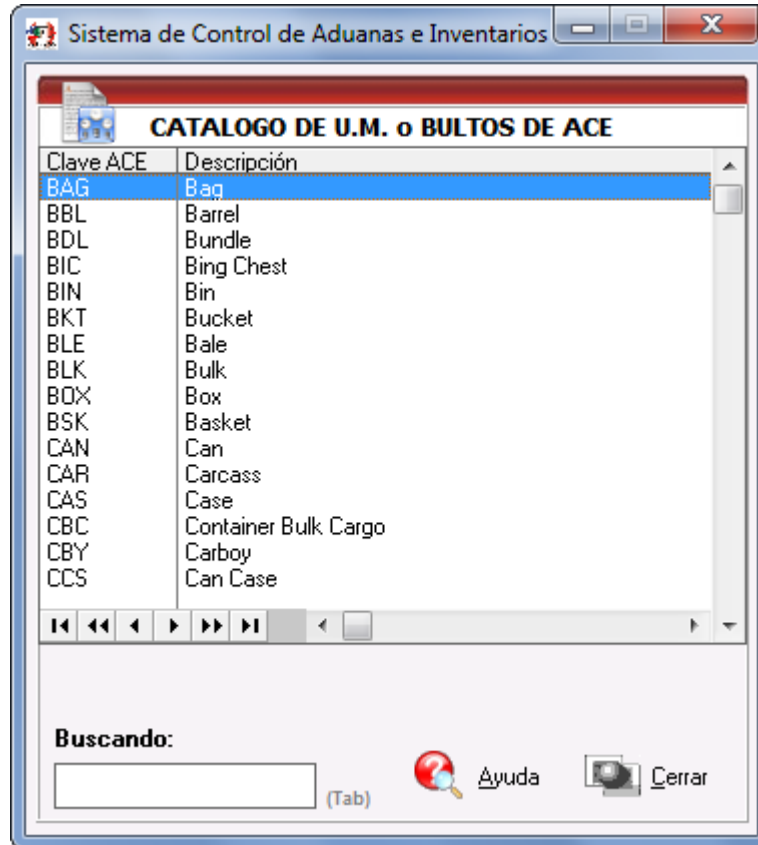 Sistema de Control de Aduanas e Inventarios
CATALOGO DE U.M. o BULTOS DE ACE
Clave ACE Descripción
BAG Bag
BBL Barrel
BDL Bundle
BIC Bing Chest
BIN Bin
BKT Bucket
BLE Bale
BLK Bulk
BOX Box
BSK Basket
CAN Can
CAR Carcass
CAS Case
CBC Container Bulk Cargo
CBY Carboy
CCS Can Case
Buscando:
(Tab)
Ayuda
Cerrar